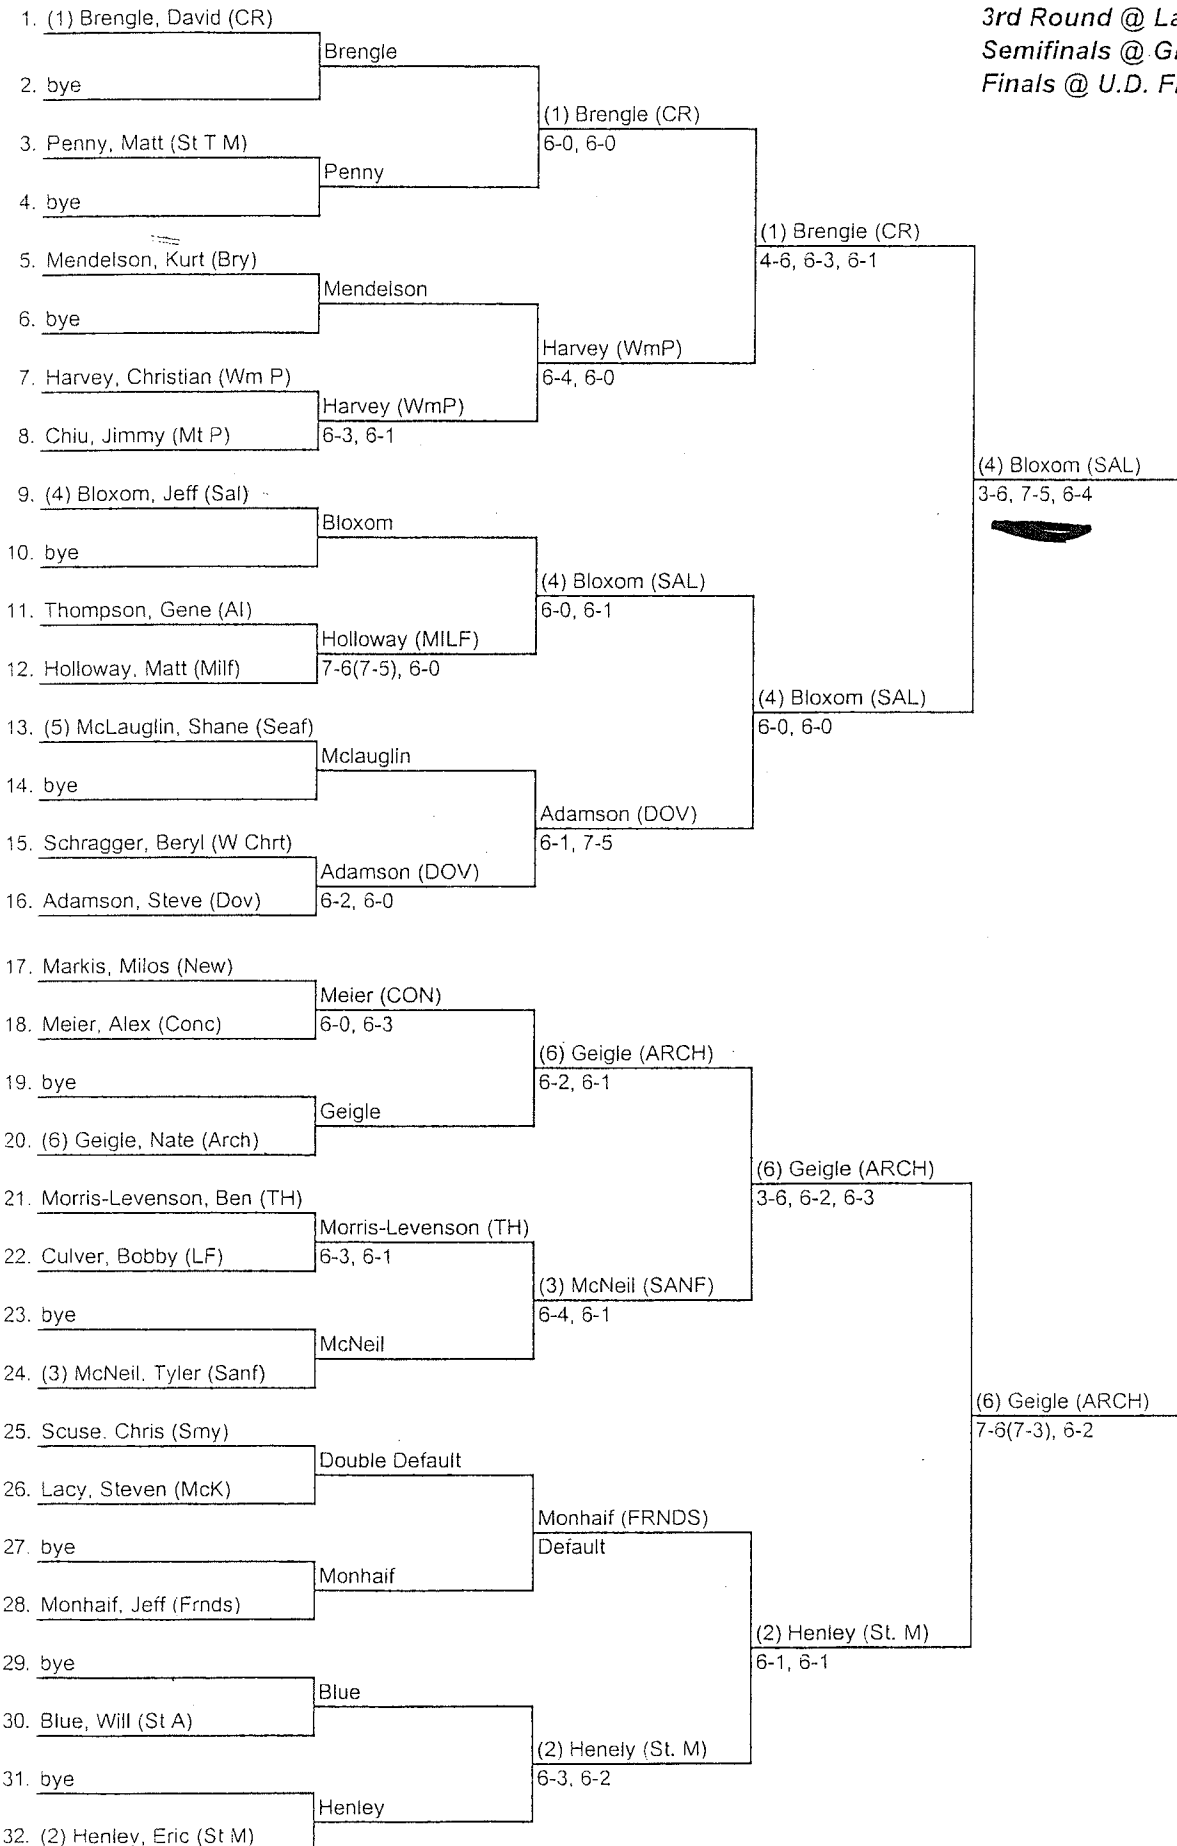 3rd Round @
Semifinals @
Finals @ U.D.
1. (1) Brengle, David (CR)
Brengle
2. bye
(1) Brengle (CR)
6-0, 6-0
3. Penny, Matt (St T M)
Penny
4. bye
(1) Brengle (CR)
4-6, 6-3, 6-1
5. Mendelson, Kurt (Bry)
Mendelson
6. bye
Harvey (WmP)
6-4, 6-0
7. Harvey, Christian (Wm P)
Harvey (WmP)
6-3, 6-1
8. Chiu, Jimmy (Mt P)
(4) Bloxom (SAL)
3-6, 7-5, 6-4
9. (4) Bloxom, Jeff (Sal)
Bloxom
10. bye
(4) Bloxom (SAL)
6-0, 6-1
11. Thompson, Gene (AI)
Holloway (MILF)
7-6(7-5), 6-0
12. Holloway, Matt (Milf)
(4) Bloxom (SAL)
6-0, 6-0
13. (5) McLauglin, Shane (Seaf)
Mclauglin
14. bye
Adamson (DOV)
6-1, 7-5
15. Schragger, Beryl (W Chrt)
Adamson (DOV)
6-2, 6-0
16. Adamson, Steve (Dov)
17. Markis, Milos (New)
Meier (CON)
6-0, 6-3
18. Meier, Alex (Conc)
(6) Geigle (ARCH)
6-2, 6-1
19. bye
Geigle
20. (6) Geigle, Nate (Arch)
(6) Geigle (ARCH)
3-6, 6-2, 6-3
21. Morris-Levenson, Ben (TH)
Morris-Levenson (TH)
6-3, 6-1
22. Culver, Bobby (LF)
(3) McNeil (SANF)
6-4, 6-1
23. bye
McNeil
24. (3) McNeil, Tyler (Sanf)
(6) Geigle (ARCH)
7-6(7-3), 6-2
25. Scuse. Chris (Smy)
Double Default
26. Lacy, Steven (McK)
Monhaif (FRNDS)
Default
27. bye
Monhaif
28. Monhaif, Jeff (Frnds)
(2) Henley (St. M)
6-1, 6-1
29. bye
Blue
30. Blue, Will (St A)
(2) Henely (St. M)
6-3, 6-2
31. bye
Henley
32. (2) Henley, Eric (St M)